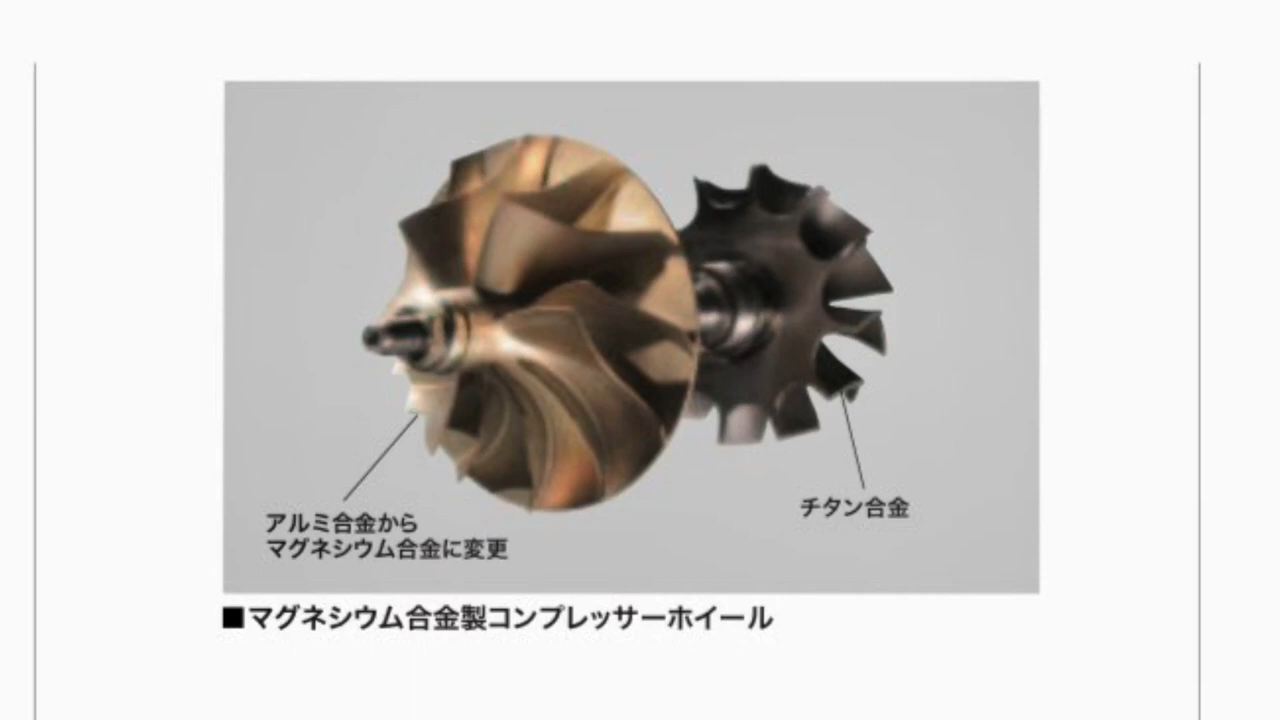 アルミ合金から
マグネシウム合金に変更
チタン合金
■マグネシウム合金製コンプレッサーホイール